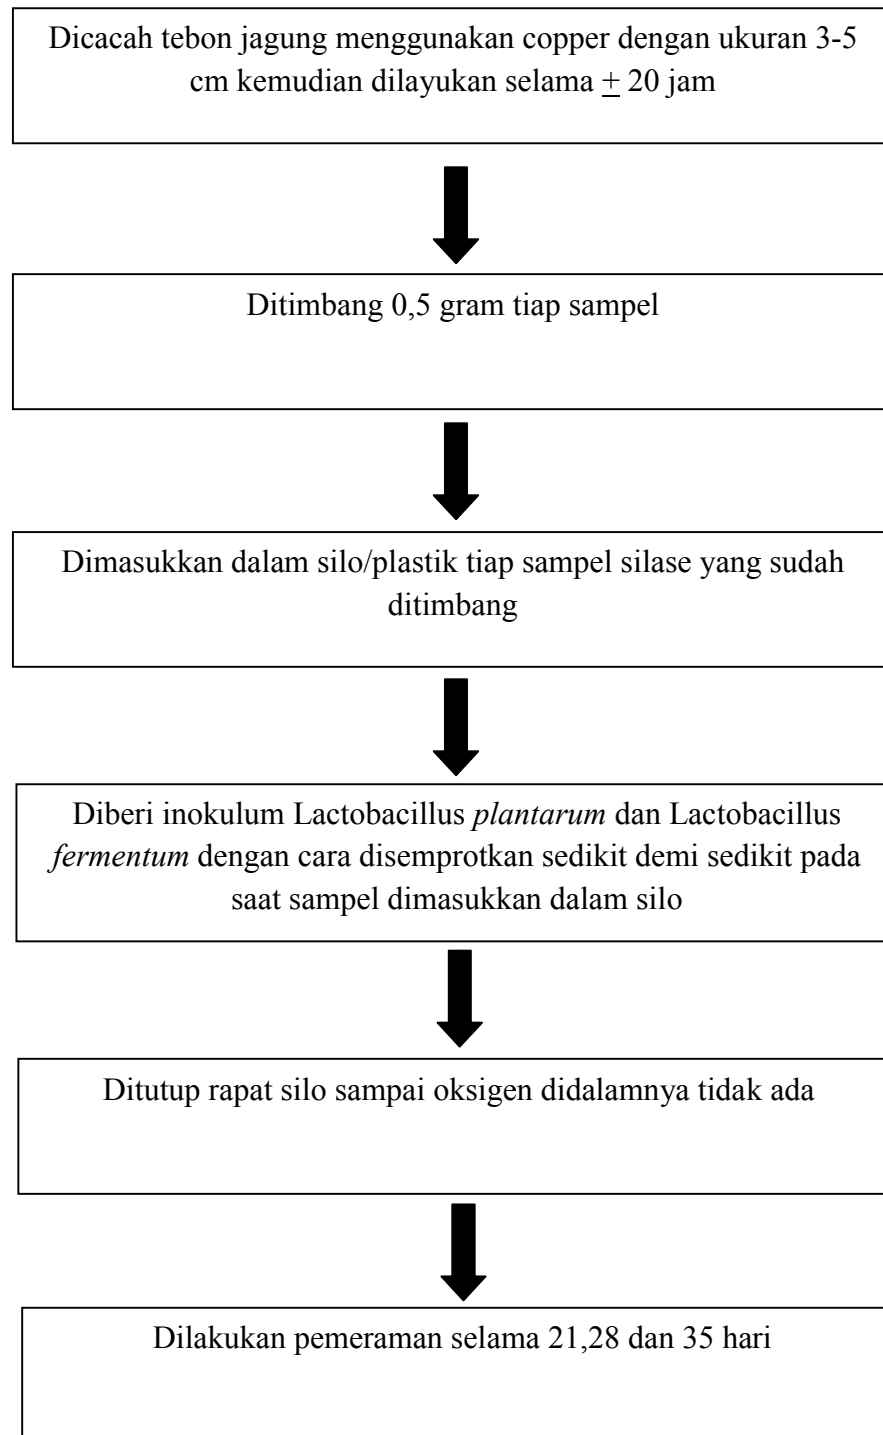 Dicacah tebon jagung menggunakan copper dengan ukuran 3-5
cm kemudian dilayukan selama ± 20 jam
Ditimbang 0,5 gram tiap sampel
Dimasukkan dalam silo/plastik tiap sampel silase yang sudah
ditimbang
Diberi inokulum Lactobacillus plantarum dan Lactobacillus
fermentum dengan cara disemprotkan sedikit demi sedikit pada
saat sampel dimasukkan dalam silo
Ditutup rapat silo sampai oksigen didalamnya tidak ada
Dilakukan pemeraman selama 21,28 dan 35 hari